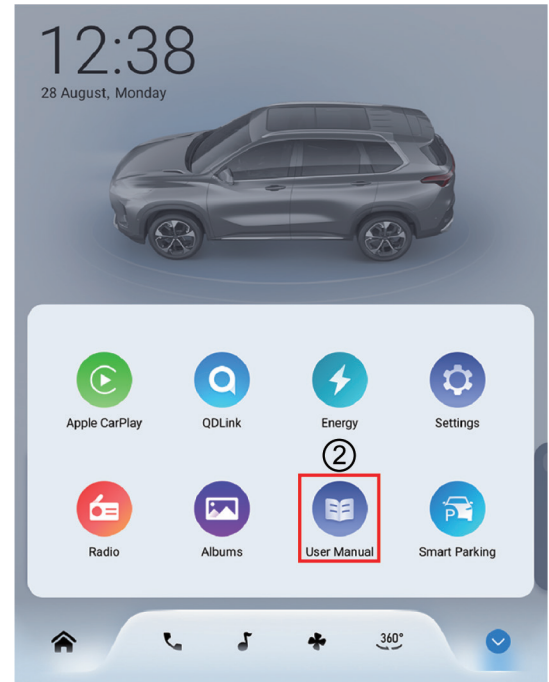 12:38
28 August, Monday
Apple CarPlay
QDLink
Energy
Settings
②
Radio
Albums
User Manual
Smart Parking
P
360°